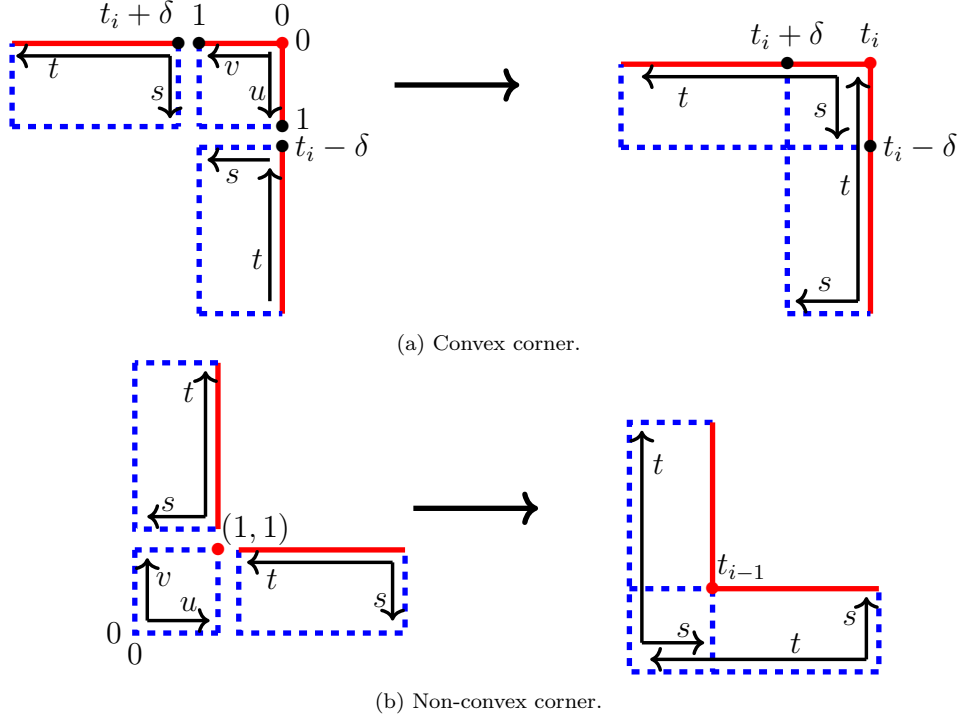 t_i + δ 1 0
0
t v
s u
1
t_i − δ
s
t
t_i + δ t_i
t s
t_i − δ
t
s
(a) Convex corner.
t
s
(1, 1)
v t
u s
0
0
t
t_{i−1}
s s
t
(b) Non-convex corner.